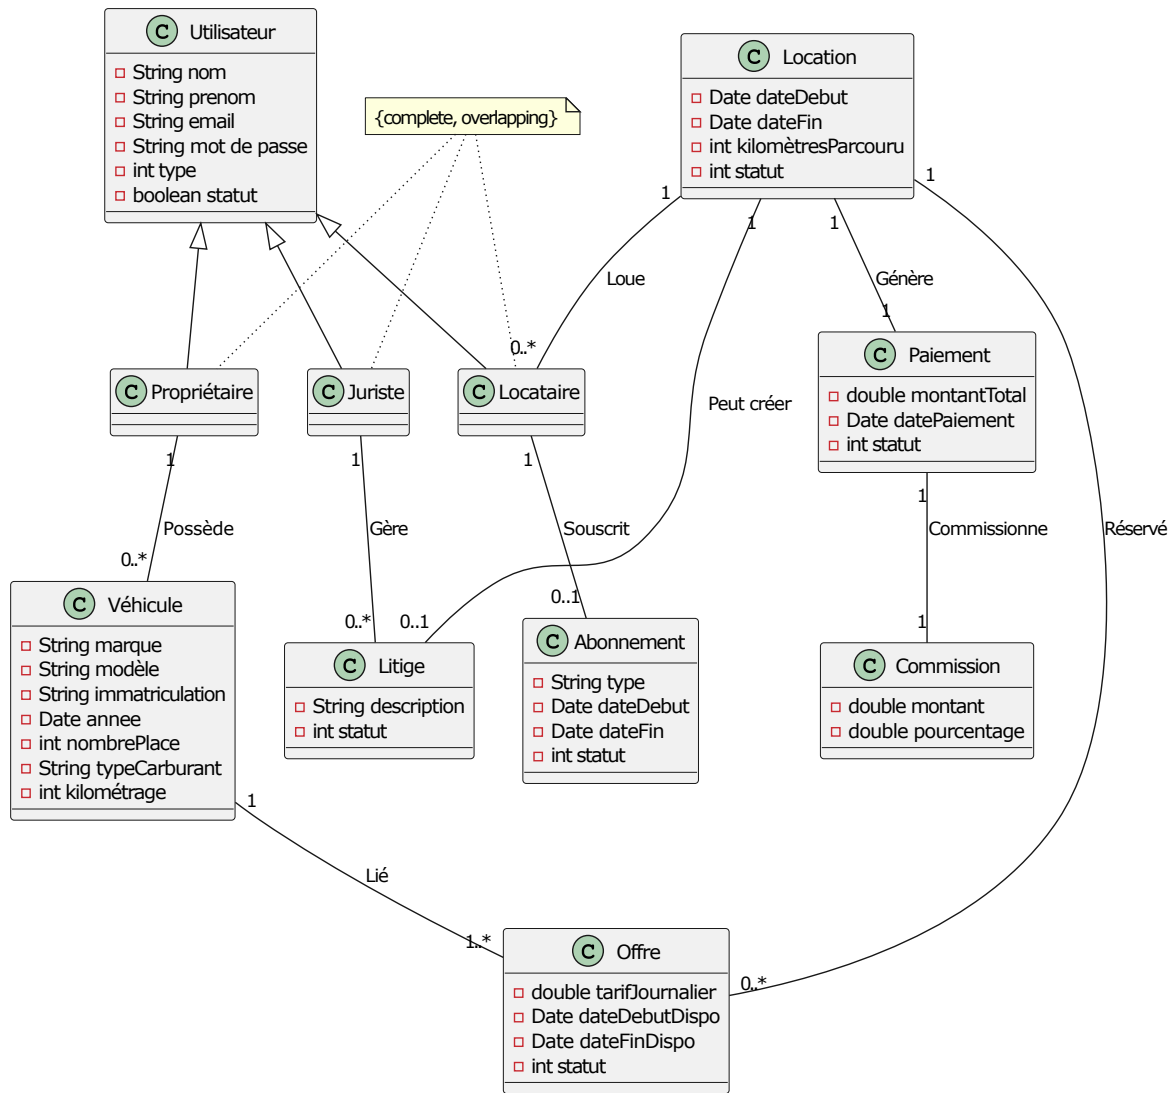 C Utilisateur
String nom
String prenom
String email
String mot de passe
int type
boolean statut
{complete, overlapping}
C Location
Date dateDebut
Date dateFin
int kilomètresParcouru
int statut
1
1
1
1
Loue
Génère
0..*
1
C Propriétaire
C Juriste
C Locataire
Peut créer
C Paiement
double montantTotal
Date datePaiement
int statut
1
1
1
1
Possède
Gère
Souscrit
Commissionne
Réservé
0..*
0..*
0..1
0..1
1
C Véhicule
String marque
String modèle
String immatriculation
Date annee
int nombrePlace
String typeCarburant
int kilométrage
C Litige
String description
int statut
C Abonnement
String type
Date dateDebut
Date dateFin
int statut
C Commission
double montant
double pourcentage
1
Lié
1..*
0..*
C Offre
double tarifJournalier
Date dateDebutDispo
Date dateFinDispo
int statut